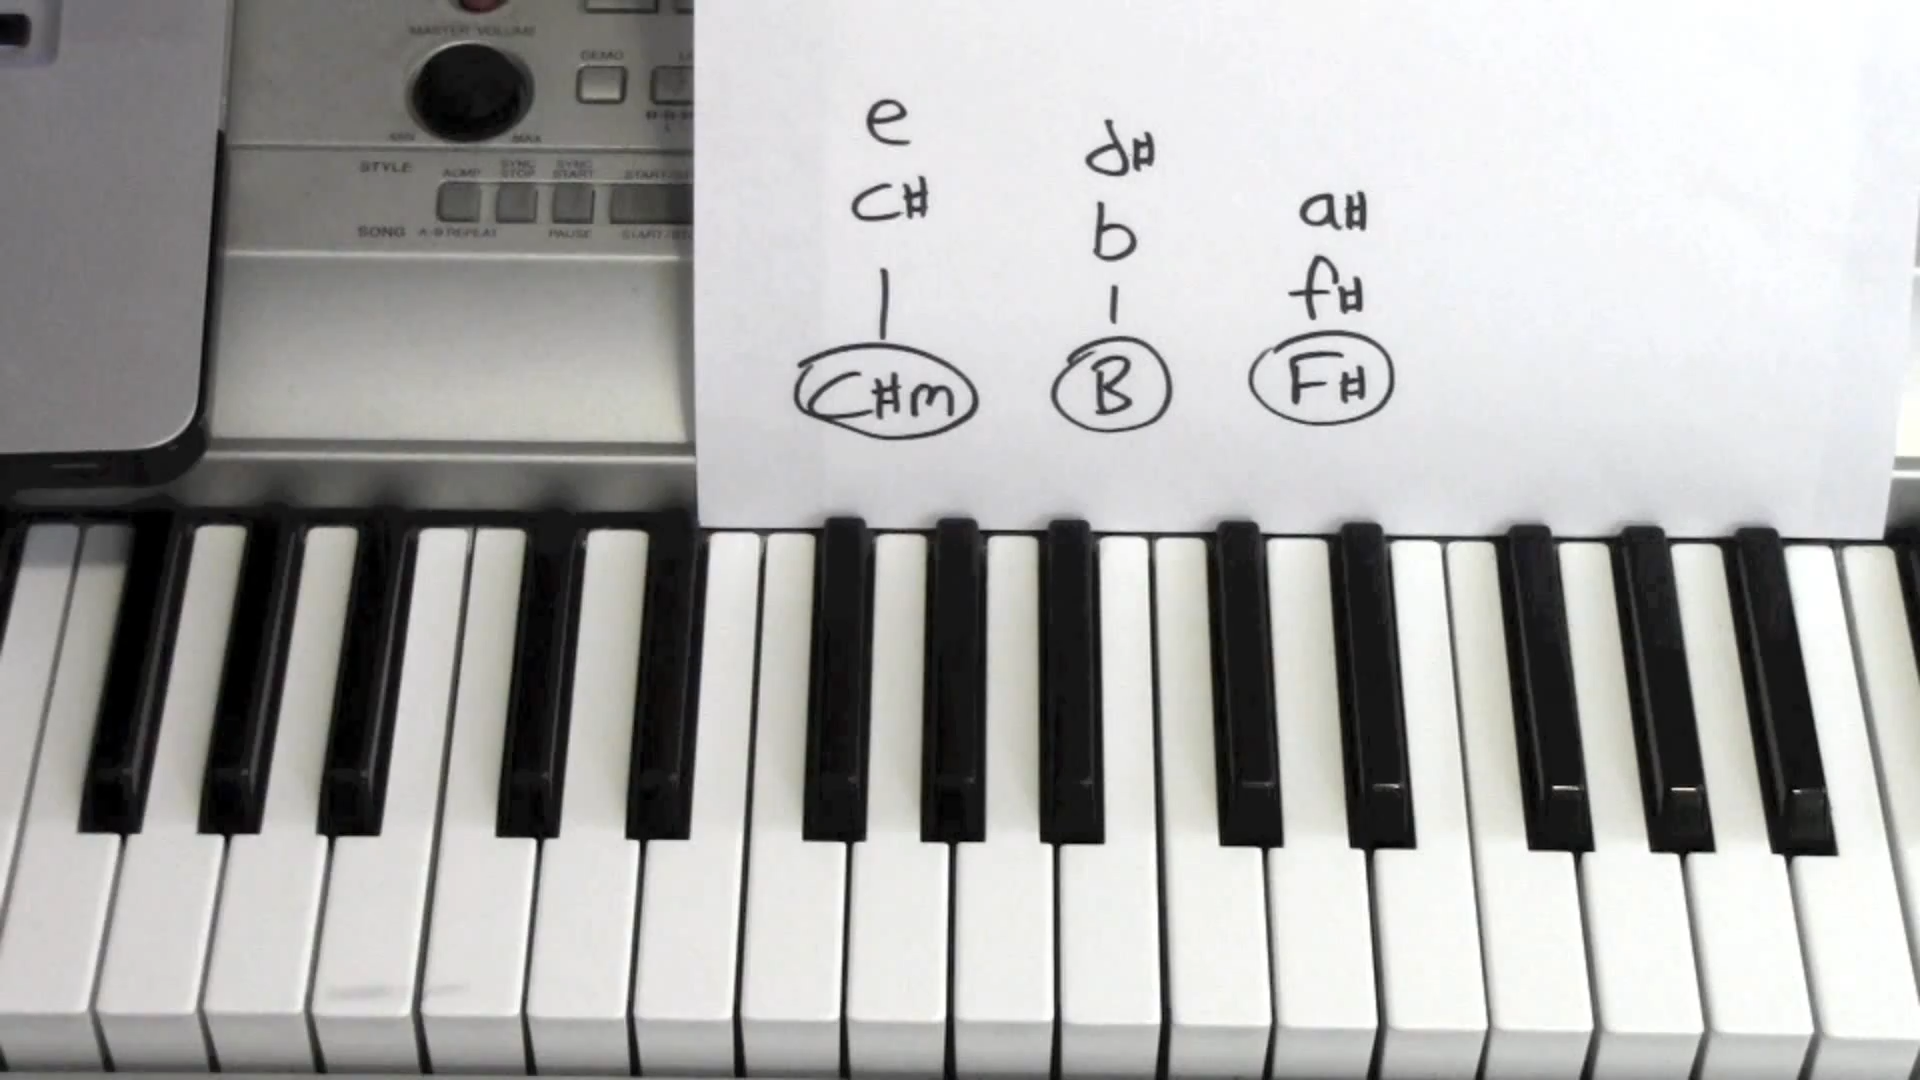 MASTER VOLUME
DEMO
MIN
MAX
STYLE
ACMP
SYNC STOP
SYNC START
SONG
A-B REPEAT
PAUSE
e
d#
c#
b
a#
f#
C#m
B
F#